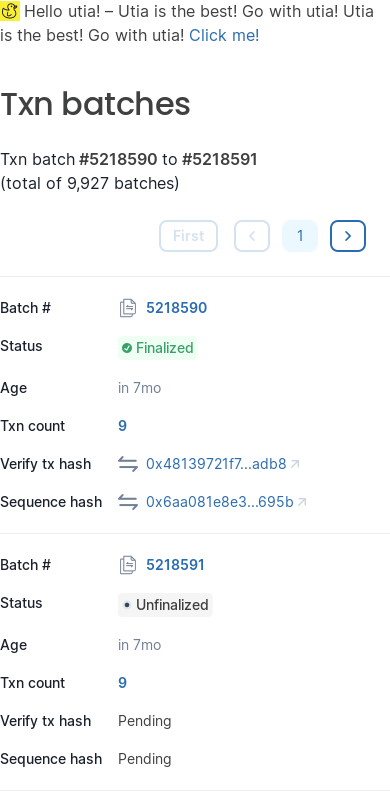 Hello utia! – Utia is the best! Go with utia! Utia
is the best! Go with utia! Click me!
Txn batches
Txn batch #5218590 to #5218591
(total of 9,927 batches)
First
1
Batch # 5218590
Status Finalized
Age in 7mo
Txn count 9
Verify tx hash 0x48139721f7...adb8
Sequence hash 0x6aa081e8e3...695b
Batch # 5218591
Status Unfinalized
Age in 7mo
Txn count 9
Verify tx hash Pending
Sequence hash Pending